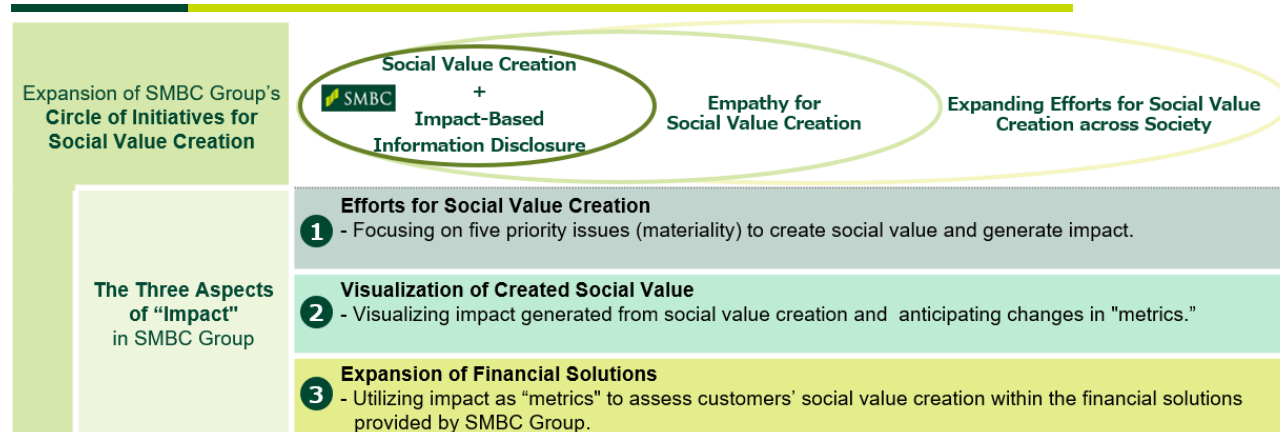 Expansion of SMBC Group's
Circle of Initiatives for
Social Value Creation
Social Value Creation
SMBC
+
Impact-Based
Information Disclosure
Empathy for
Social Value Creation
Expanding Efforts for Social Value
Creation across Society
The Three Aspects
of “Impact"
in SMBC Group
1
Efforts for Social Value Creation
- Focusing on five priority issues (materiality) to create social value and generate impact.
2
Visualization of Created Social Value
- Visualizing impact generated from social value creation and  anticipating changes in "metrics.”
3
Expansion of Financial Solutions
- Utilizing impact as “metrics" to assess customers’ social value creation within the financial solutions
provided by SMBC Group.